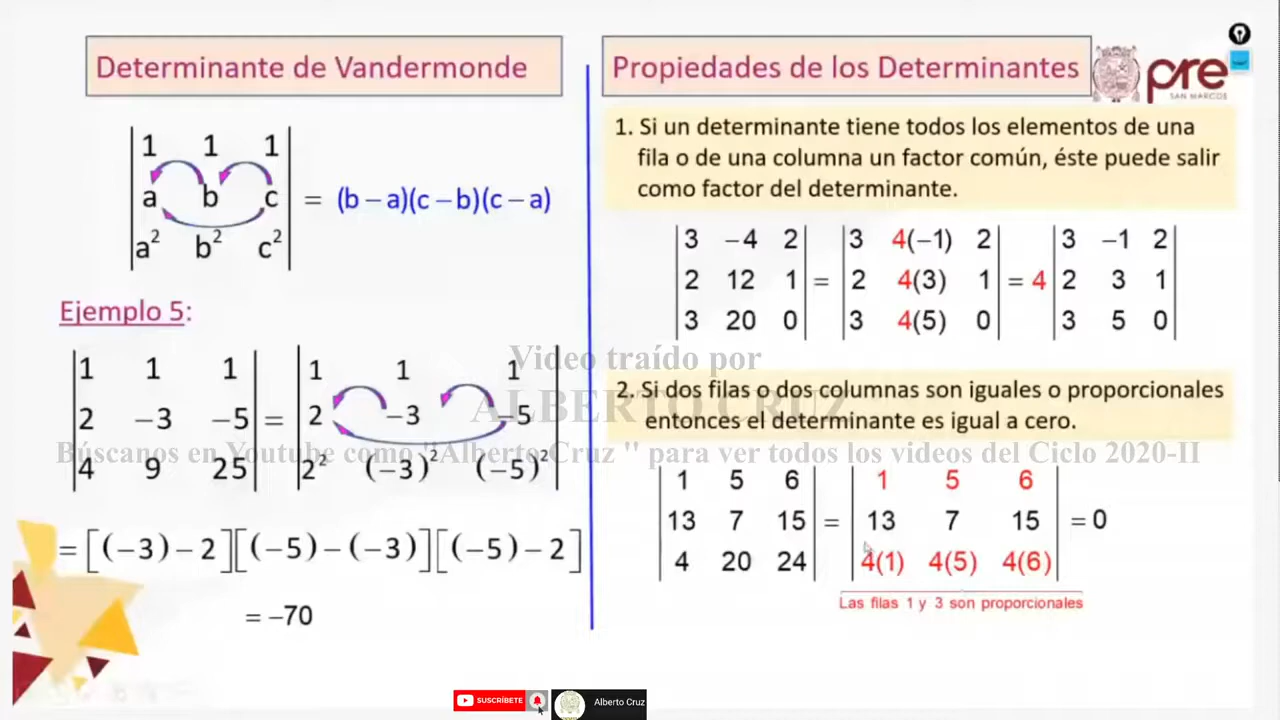 Determinante de Vandermonde
1 1 1
a b c = (b – a)(c – b)(c – a)
a² b² c²
Ejemplo 5:
1 1 1 1 1 1
2 −3 −5 = 2 −3 −5
4 9 25 2² (−3)² (−5)²
= [(−3) − 2][(−5) − (−3)][(−5) − 2]
= −70
Propiedades de los Determinantes
pre
SAN MARCOS
1. Si un determinante tiene todos los elementos de una
fila o de una columna un factor común, éste puede salir
como factor del determinante.
3 −4 2 3 4(−1) 2 3 −1 2
2 12 1 = 2 4(3) 1 = 4 2 3 1
3 20 0 3 4(5) 0 3 5 0
2. Si dos filas o dos columnas son iguales o proporcionales
entonces el determinante es igual a cero.
1 5 6 1 5 6
13 7 15 = 13 7 15 = 0
4 20 24 4(1) 4(5) 4(6)
Las filas 1 y 3 son proporcionales
Video traído por
ALBERTO CRUZ
Búscanos en Youtube como "Alberto Cruz " para ver todos los videos del Ciclo 2020-II
SUSCRÍBETE
Alberto Cruz